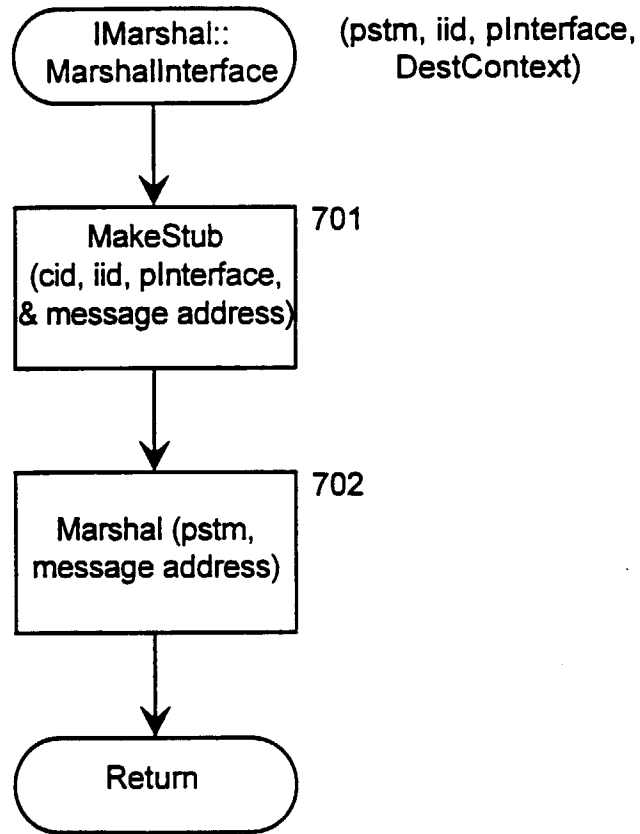 IMarshal::
MarshalInterface
(pstm, iid, pInterface,
DestContext)
701
MakeStub
(cid, iid, pInterface,
& message address)
702
Marshal (pstm,
message address)
Return